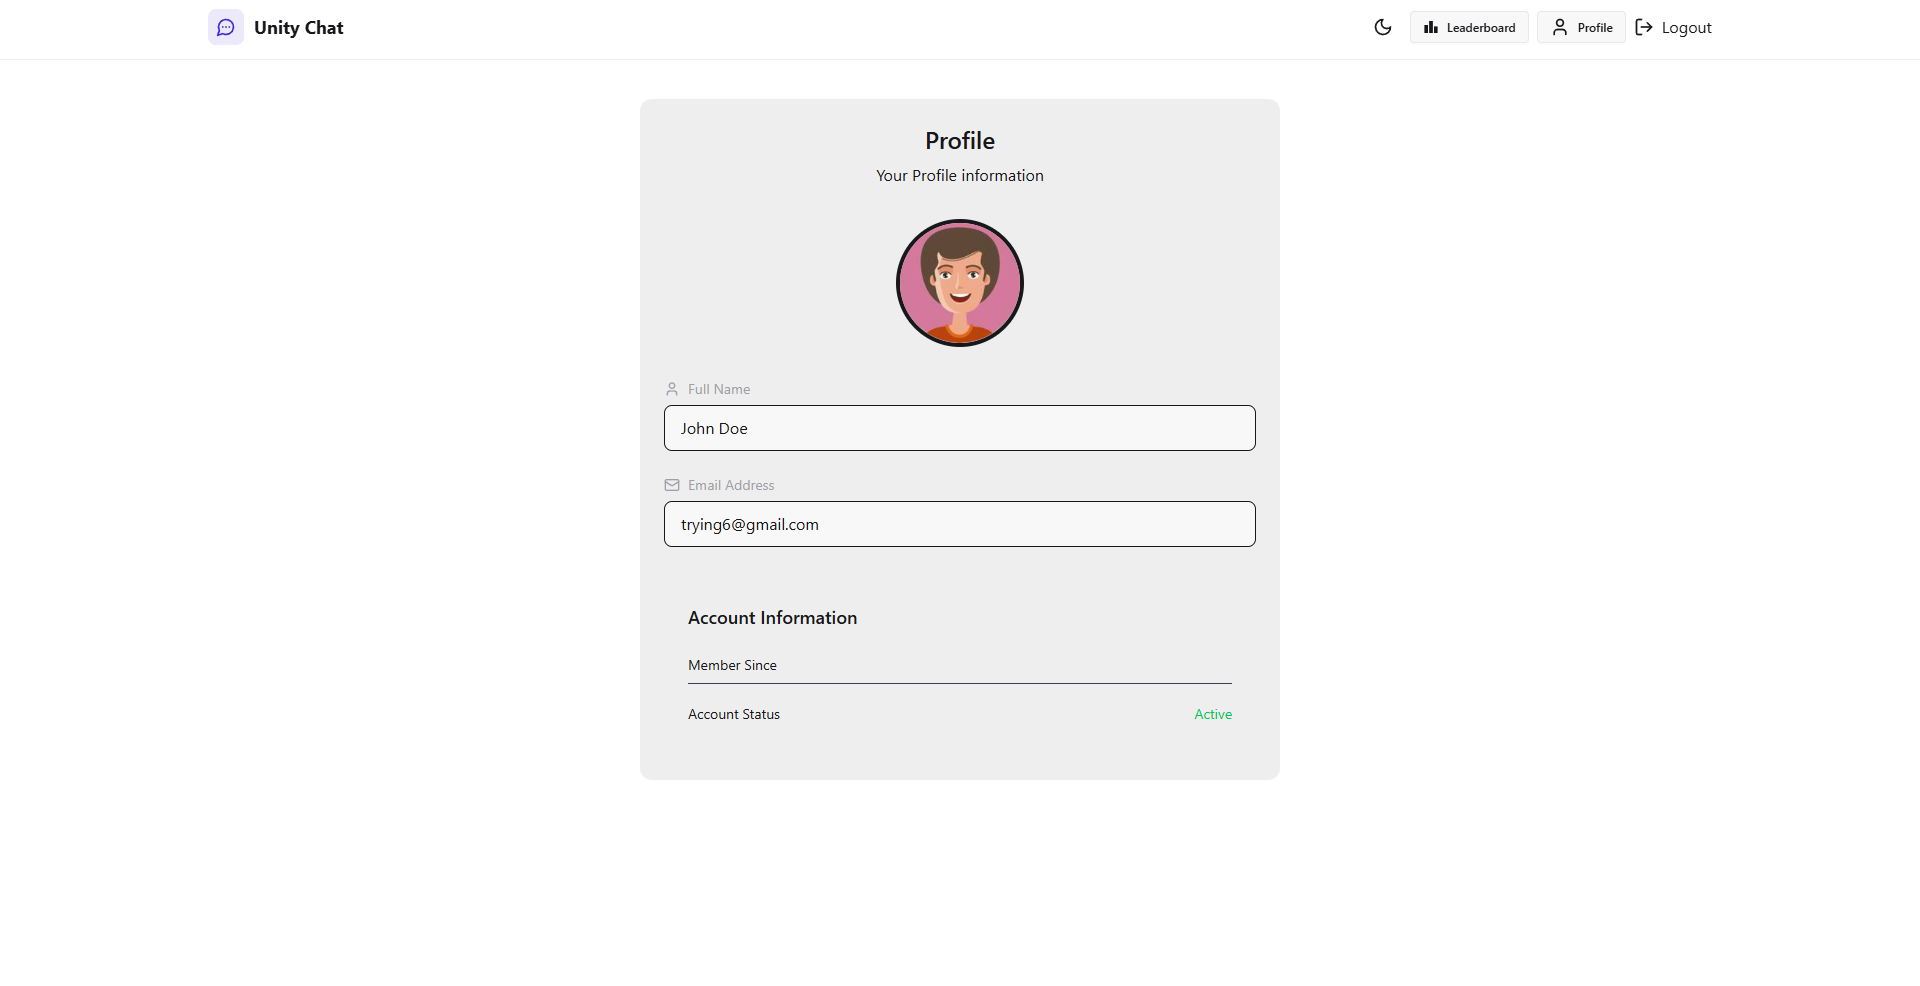 Unity Chat
Leaderboard
Profile
Logout
Profile
Your Profile information
Full Name
John Doe
Email Address
trying6@gmail.com
Account Information
Member Since
Account Status Active